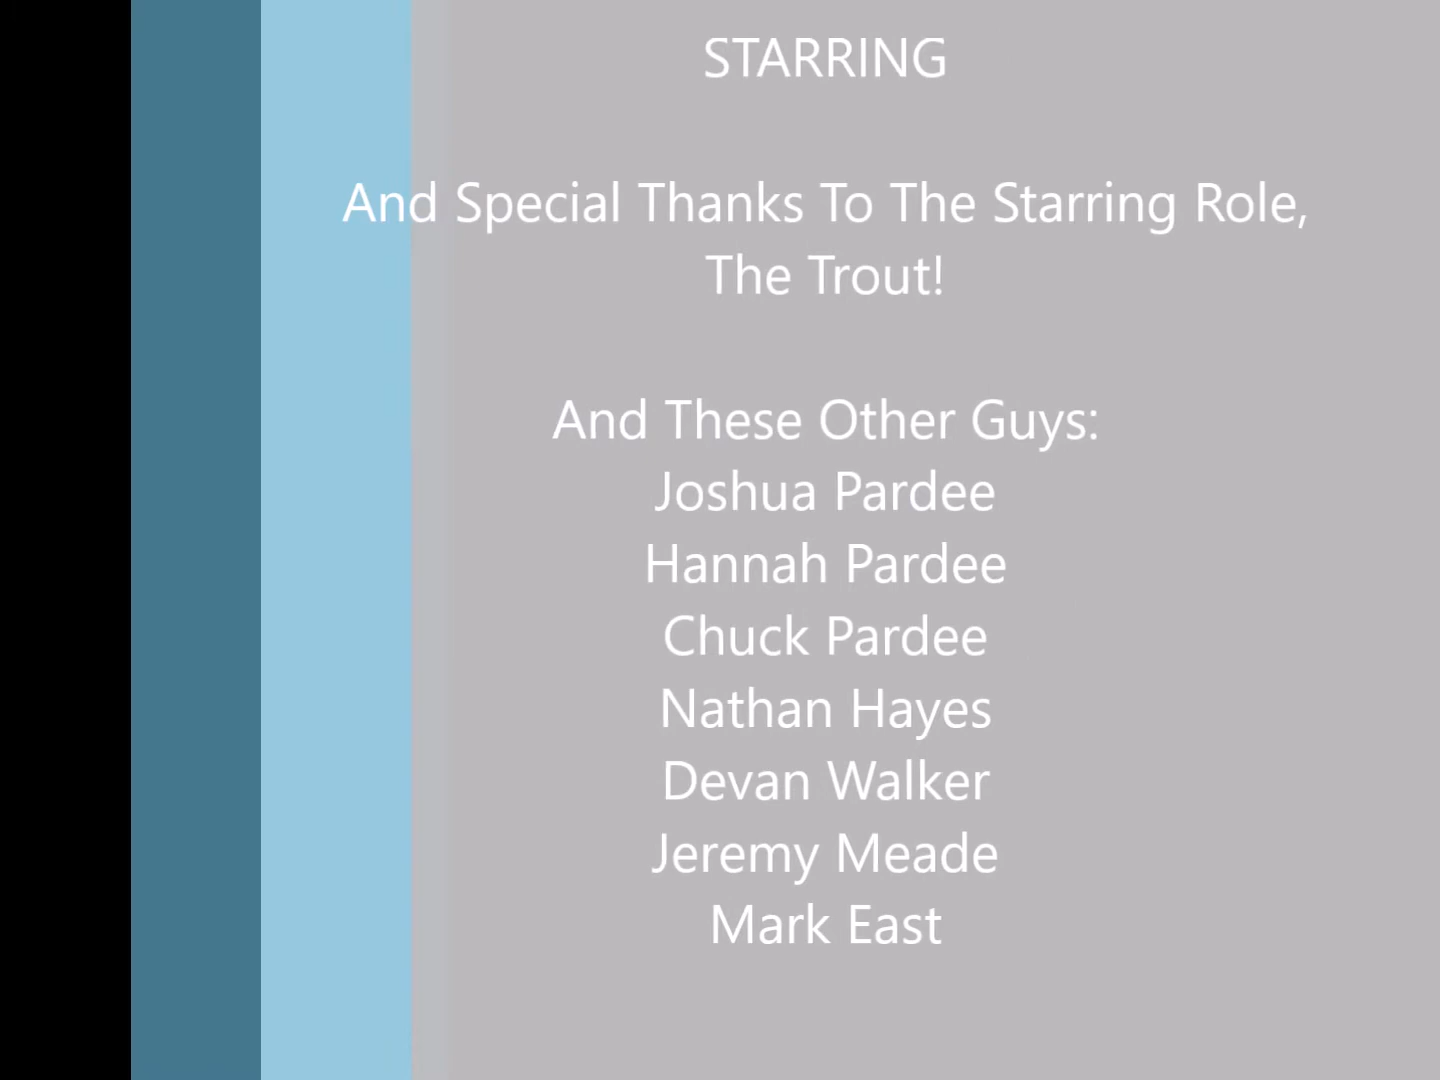 STARRING
And Special Thanks To The Starring Role,
The Trout!
And These Other Guys:
Joshua Pardee
Hannah Pardee
Chuck Pardee
Nathan Hayes
Devan Walker
Jeremy Meade
Mark East